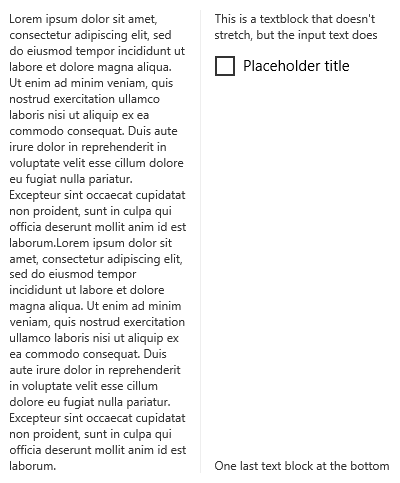 Lorem ipsum dolor sit amet,
consectetur adipiscing elit, sed
do eiusmod tempor incididunt ut
labore et dolore magna aliqua.
Ut enim ad minim veniam, quis
nostrud exercitation ullamco
laboris nisi ut aliquip ex ea
commodo consequat. Duis aute
irure dolor in reprehenderit in
voluptate velit esse cillum dolore
eu fugiat nulla pariatur.
Excepteur sint occaecat cupidatat
non proident, sunt in culpa qui
officia deserunt mollit anim id est
laborum.Lorem ipsum dolor sit
amet, consectetur adipiscing elit,
sed do eiusmod tempor
incididunt ut labore et dolore
magna aliqua. Ut enim ad minim
veniam, quis nostrud exercitation
ullamco laboris nisi ut aliquip ex
ea commodo consequat. Duis
aute irure dolor in reprehenderit
in voluptate velit esse cillum
dolore eu fugiat nulla pariatur.
Excepteur sint occaecat cupidatat
non proident, sunt in culpa qui
officia deserunt mollit anim id est
laborum.
This is a textblock that doesn't
stretch, but the input text does
Placeholder title
One last text block at the bottom